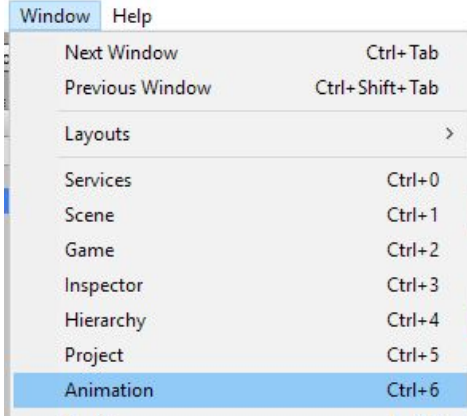 Window Help
Next Window Ctrl+Tab
Previous Window Ctrl+Shift+Tab
Layouts >
Services Ctrl+0
Scene Ctrl+1
Game Ctrl+2
Inspector Ctrl+3
Hierarchy Ctrl+4
Project Ctrl+5
Animation Ctrl+6